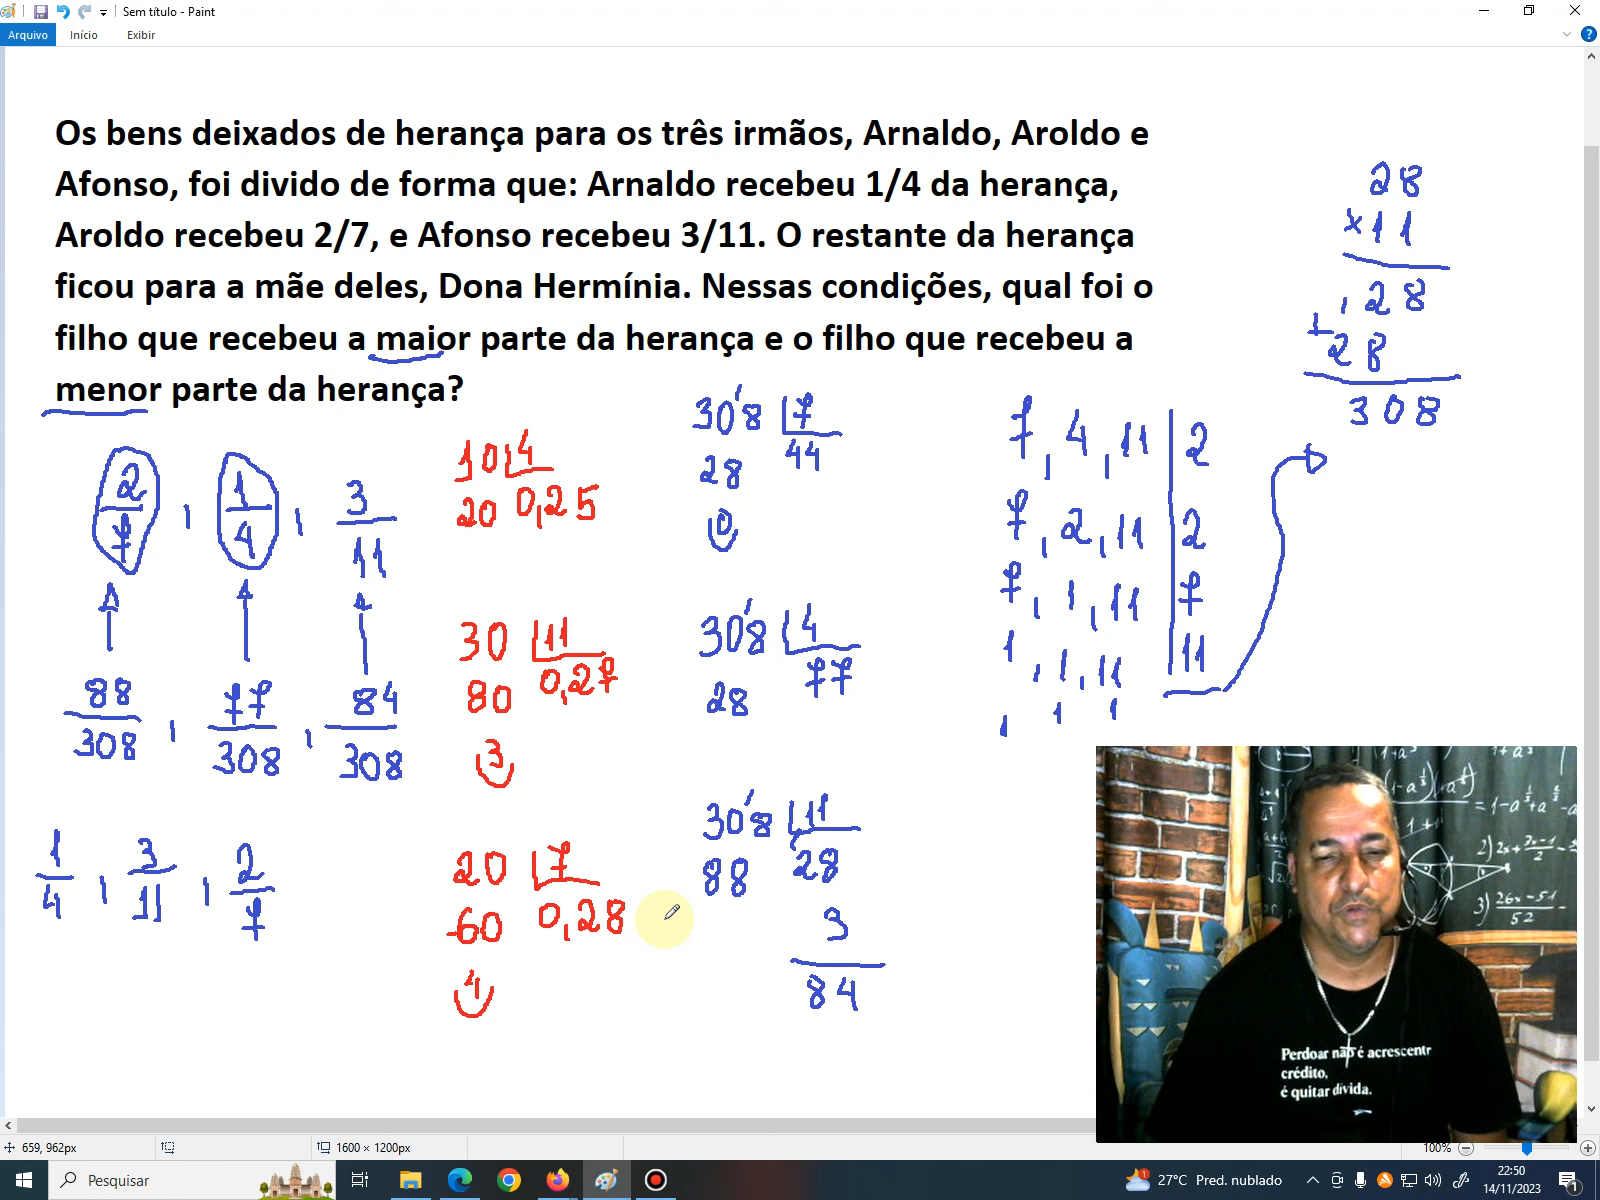 Sem título - Paint
Arquivo Início Exibir
Os bens deixados de herança para os três irmãos, Arnaldo, Aroldo e
Afonso, foi divido de forma que: Arnaldo recebeu 1/4 da herança,
Aroldo recebeu 2/7, e Afonso recebeu 3/11. O restante da herança
ficou para a mãe deles, Dona Hermínia. Nessas condições, qual foi o
filho que recebeu a maior parte da herança e o filho que recebeu a
menor parte da herança?
2/7 , 1/4 , 3/11
88/308 , 77/308 , 84/308
1/4 , 3/11 , 2/7
10 4
20 0,25
30 11
80 0,27
3
20 7
-60 0,28
4
30'8 7
28 44
0
30'8 4
28 77
30'8 11
88 28
3
84
7, 4, 11 2
7, 2, 11 2
7, 1, 11 7
1, 1, 11 11
1, 1 1
28
×11
28
+28
308
Perdoar não é acrescentr
crédito,
é quitar dívida.
659, 962px
1600 × 1200px
100%
Pesquisar
27°C Pred. nublado
22:50
14/11/2023